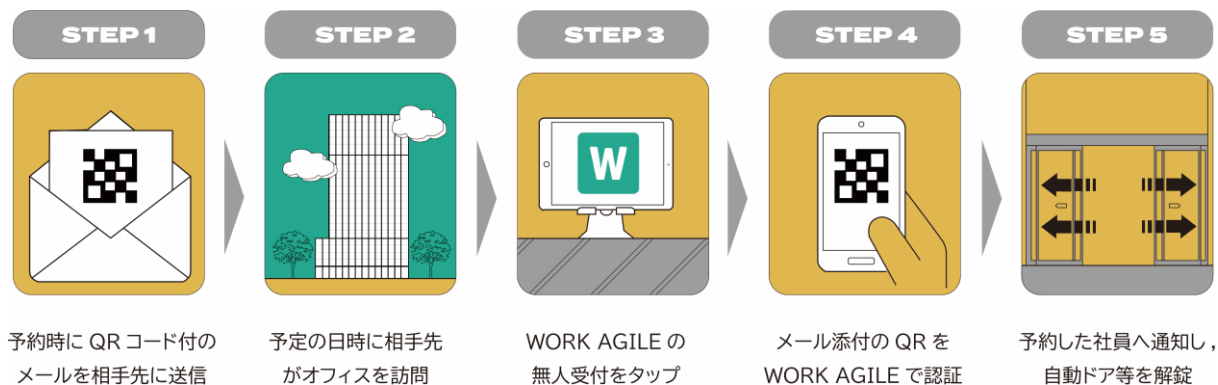 STEP 1
STEP 2
STEP 3
STEP 4
STEP 5
W
予約時に QR コード付の
メールを相手先に送信
予定の日時に相手先
がオフィスを訪問
WORK AGILE の
無人受付をタップ
メール添付の QR を
WORK AGILE で認証
予約した社員へ通知し，
自動ドア等を解錠